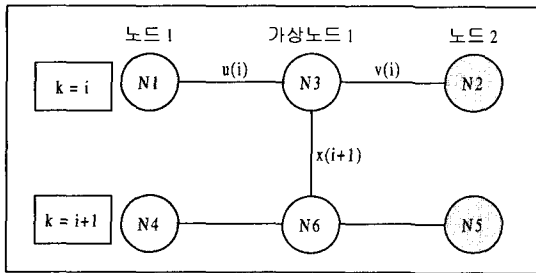 노드 1 가상노드 1 노드 2
k = i N1 u(i) N3 v(i) N2
x(i+1)
k = i+1 N4 N6 N5